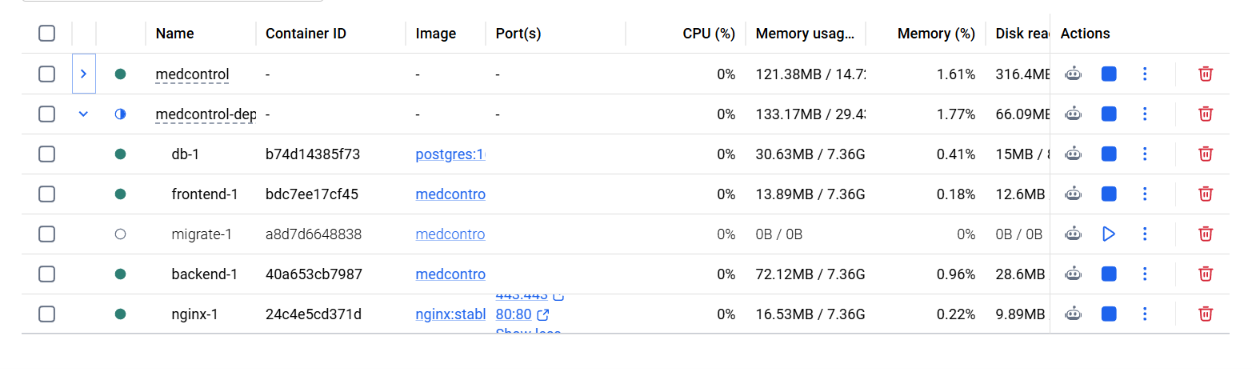 Name Container ID Image Port(s) CPU (%) Memory usag... Memory (%) Disk rea Actions
medcontrol - - - 0% 121.38MB / 14.7 1.61% 316.4MB
medcontrol-dep - - - 0% 133.17MB / 29.4 1.77% 66.09MB
db-1 b74d14385f73 postgres:1 0% 30.63MB / 7.36G 0.41% 15MB /
frontend-1 bdc7ee17cf45 medcontro 0% 13.89MB / 7.36G 0.18% 12.6MB
migrate-1 a8d7d6648838 medcontro 0% 0B / 0B 0% 0B / 0B
backend-1 40a653cb7987 medcontro 0% 72.12MB / 7.36G 0.96% 28.6MB
443:443
nginx-1 24c4e5cd371d nginx:stabl 80:80 0% 16.53MB / 7.36G 0.22% 9.89MB
Show less